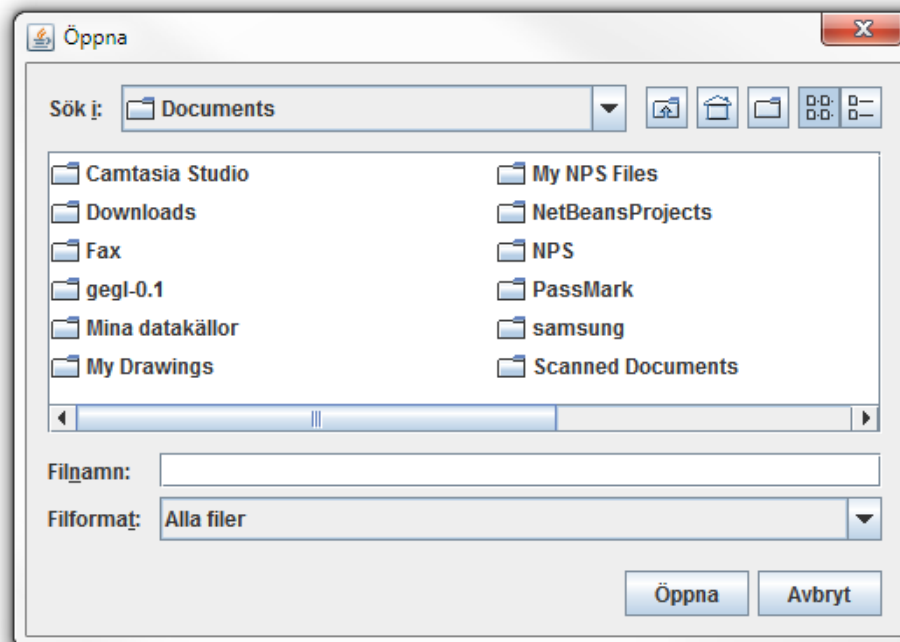 Öppna
Sök i: Documents
Camtasia Studio
Downloads
Fax
gegl-0.1
Mina datakällor
My Drawings
My NPS Files
NetBeansProjects
NPS
PassMark
samsung
Scanned Documents
Filnamn:
Filformat: Alla filer
Öppna Avbryt